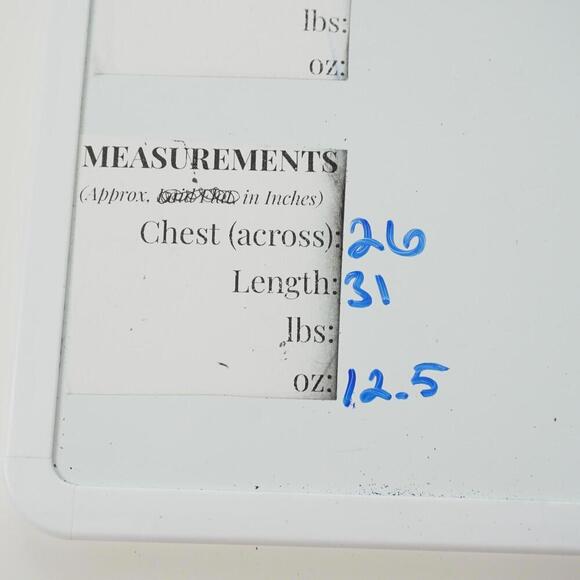 lbs:
oz:
MEASUREMENTS
(Approx. in Inches)
Chest (across): 26
Length: 31
lbs:
oz: 12.5